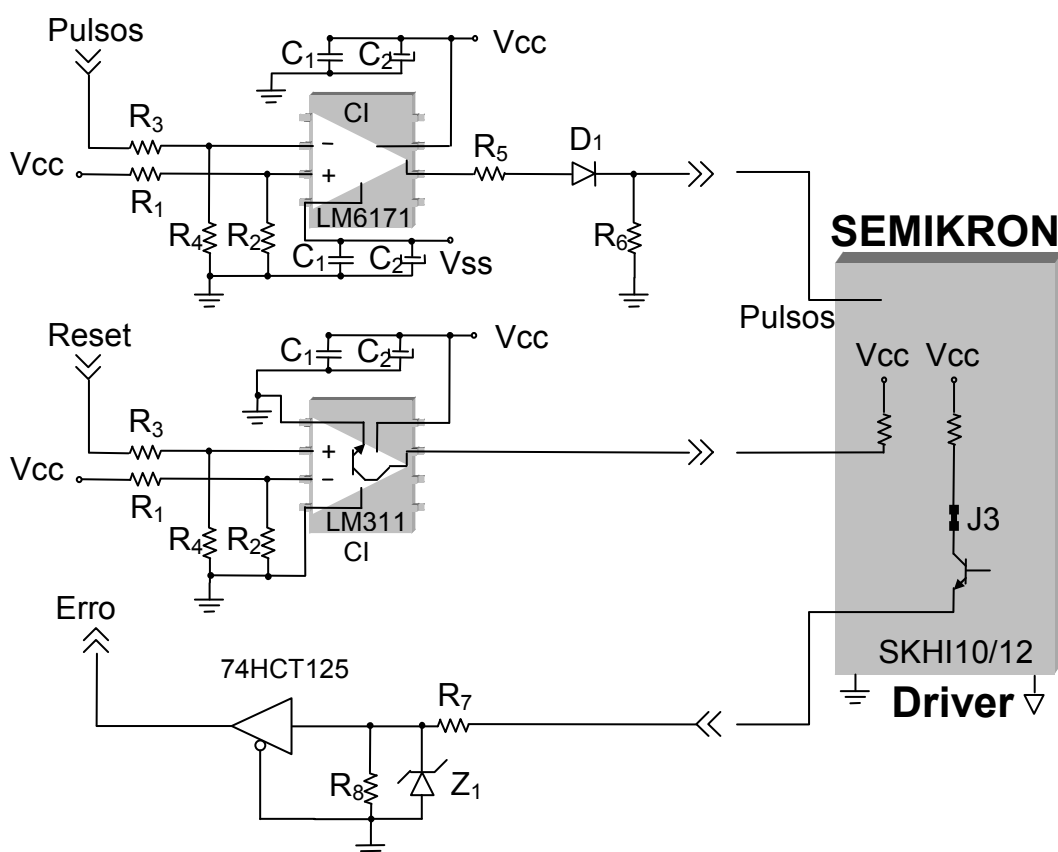 Pulsos
C1
C2
Vcc
R3
CI
Vcc
R1
-
+
R5
D1
LM6171
R4
R2
C1
C2
Vss
R6
SEMIKRON
Pulsos
Reset
C1
C2
Vcc
Vcc
Vcc
R3
Vcc
R1
+
-
LM311
CI
R4
R2
J3
Erro
74HCT125
R7
R8
Z1
SKHI10/12
Driver